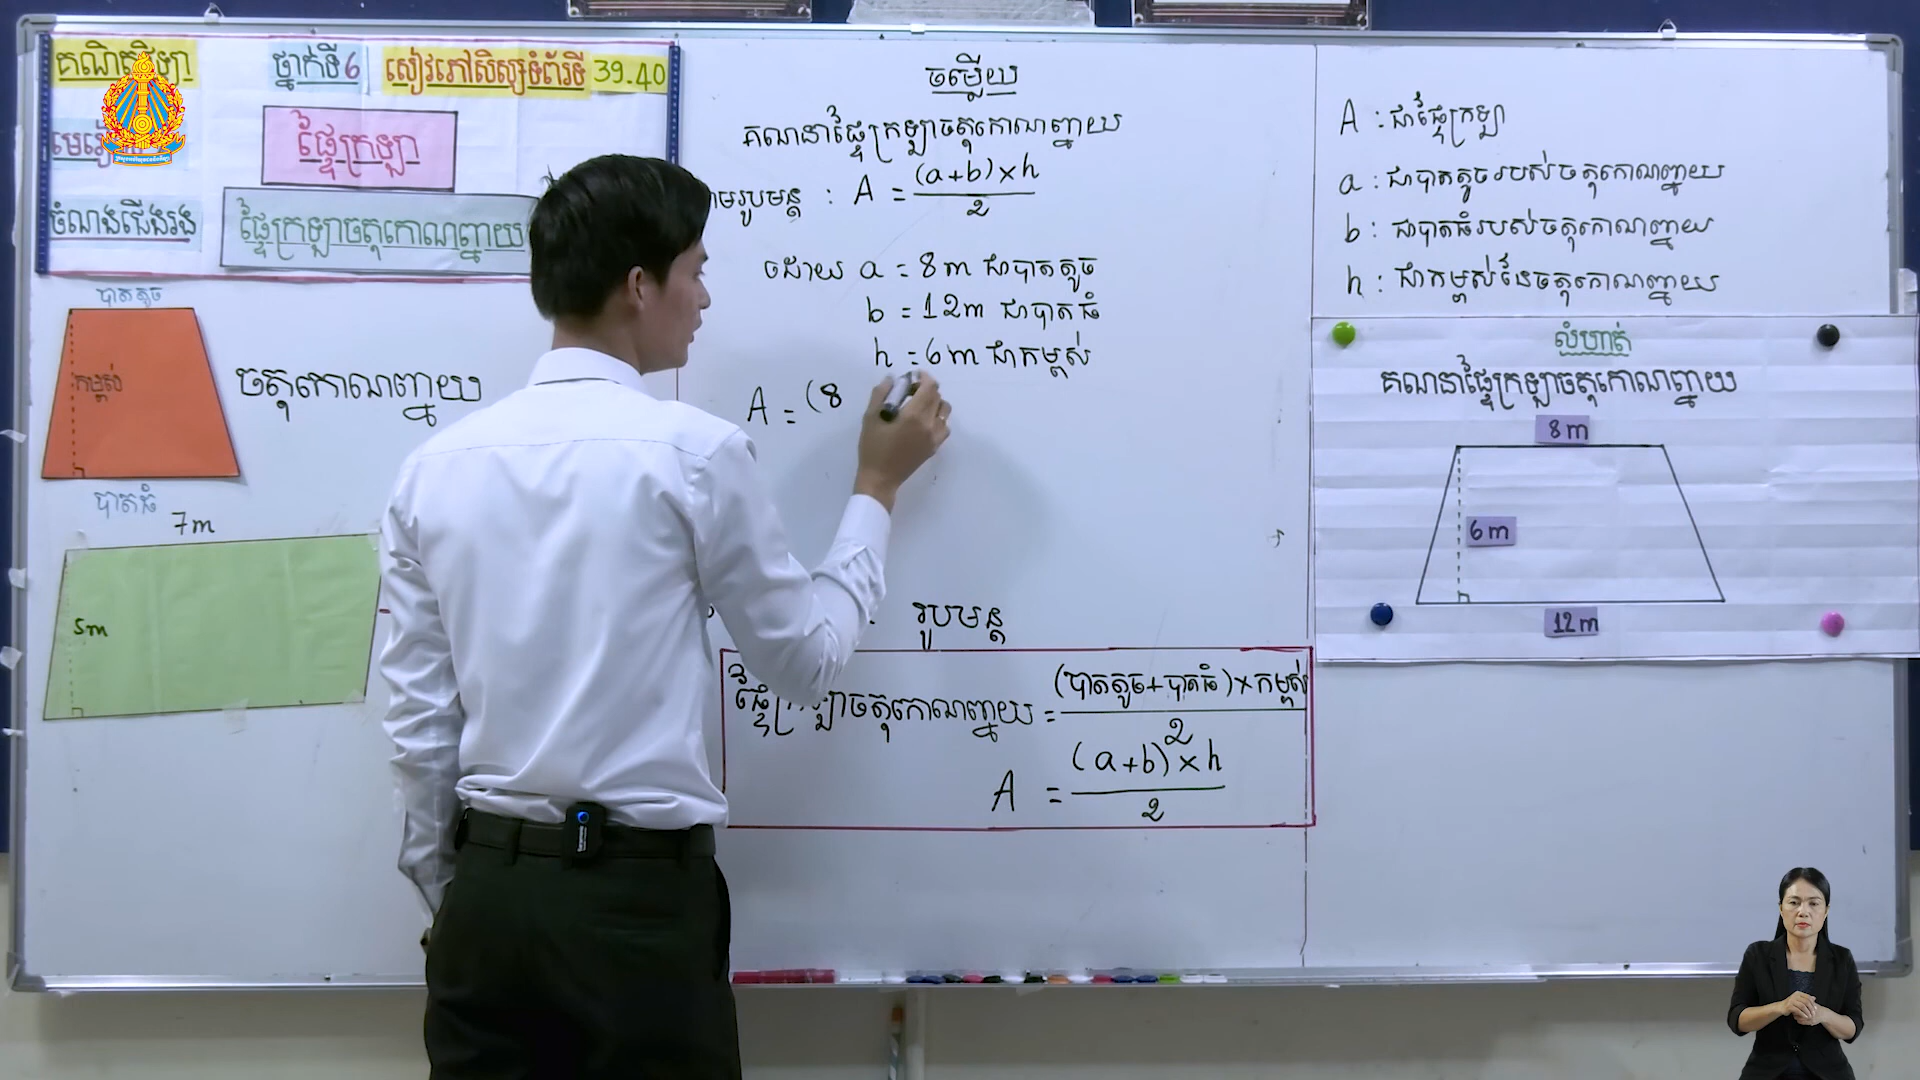 គណិតវិទ្យា
ថ្នាក់ទី6
សៀវភៅសិស្សទំព័រទី 39.40
ផ្ទៃក្រឡា
ចំណងជើងរង
ផ្ទៃក្រឡាចតុកោណព្នាយ
បាតតូច
កម្ពស់
ចតុកោណព្នាយ
បាតធំ
7m
5m
ចម្លើយ
គណនាផ្ទៃក្រឡាចតុកោណព្នាយ
រូបមន្ត : A = (a+b)×h
2
ដោយ a = 8m ជាបាតតូច
b = 12m ជាបាតធំ
h = 6m ជាកម្ពស់
A = (8
រូបមន្ត
ផ្ទៃក្រឡាចតុកោណព្នាយ = (បាតតូច+បាតធំ)×កម្ពស់
2
A = (a+b)×h
2
A : ជាផ្ទៃក្រឡា
a : ជាបាតតូចរបស់ចតុកោណព្នាយ
b : ជាបាតធំរបស់ចតុកោណព្នាយ
h : ជាកម្ពស់នៃចតុកោណព្នាយ
លំហាត់
គណនាផ្ទៃក្រឡាចតុកោណព្នាយ
8m
6m
12m